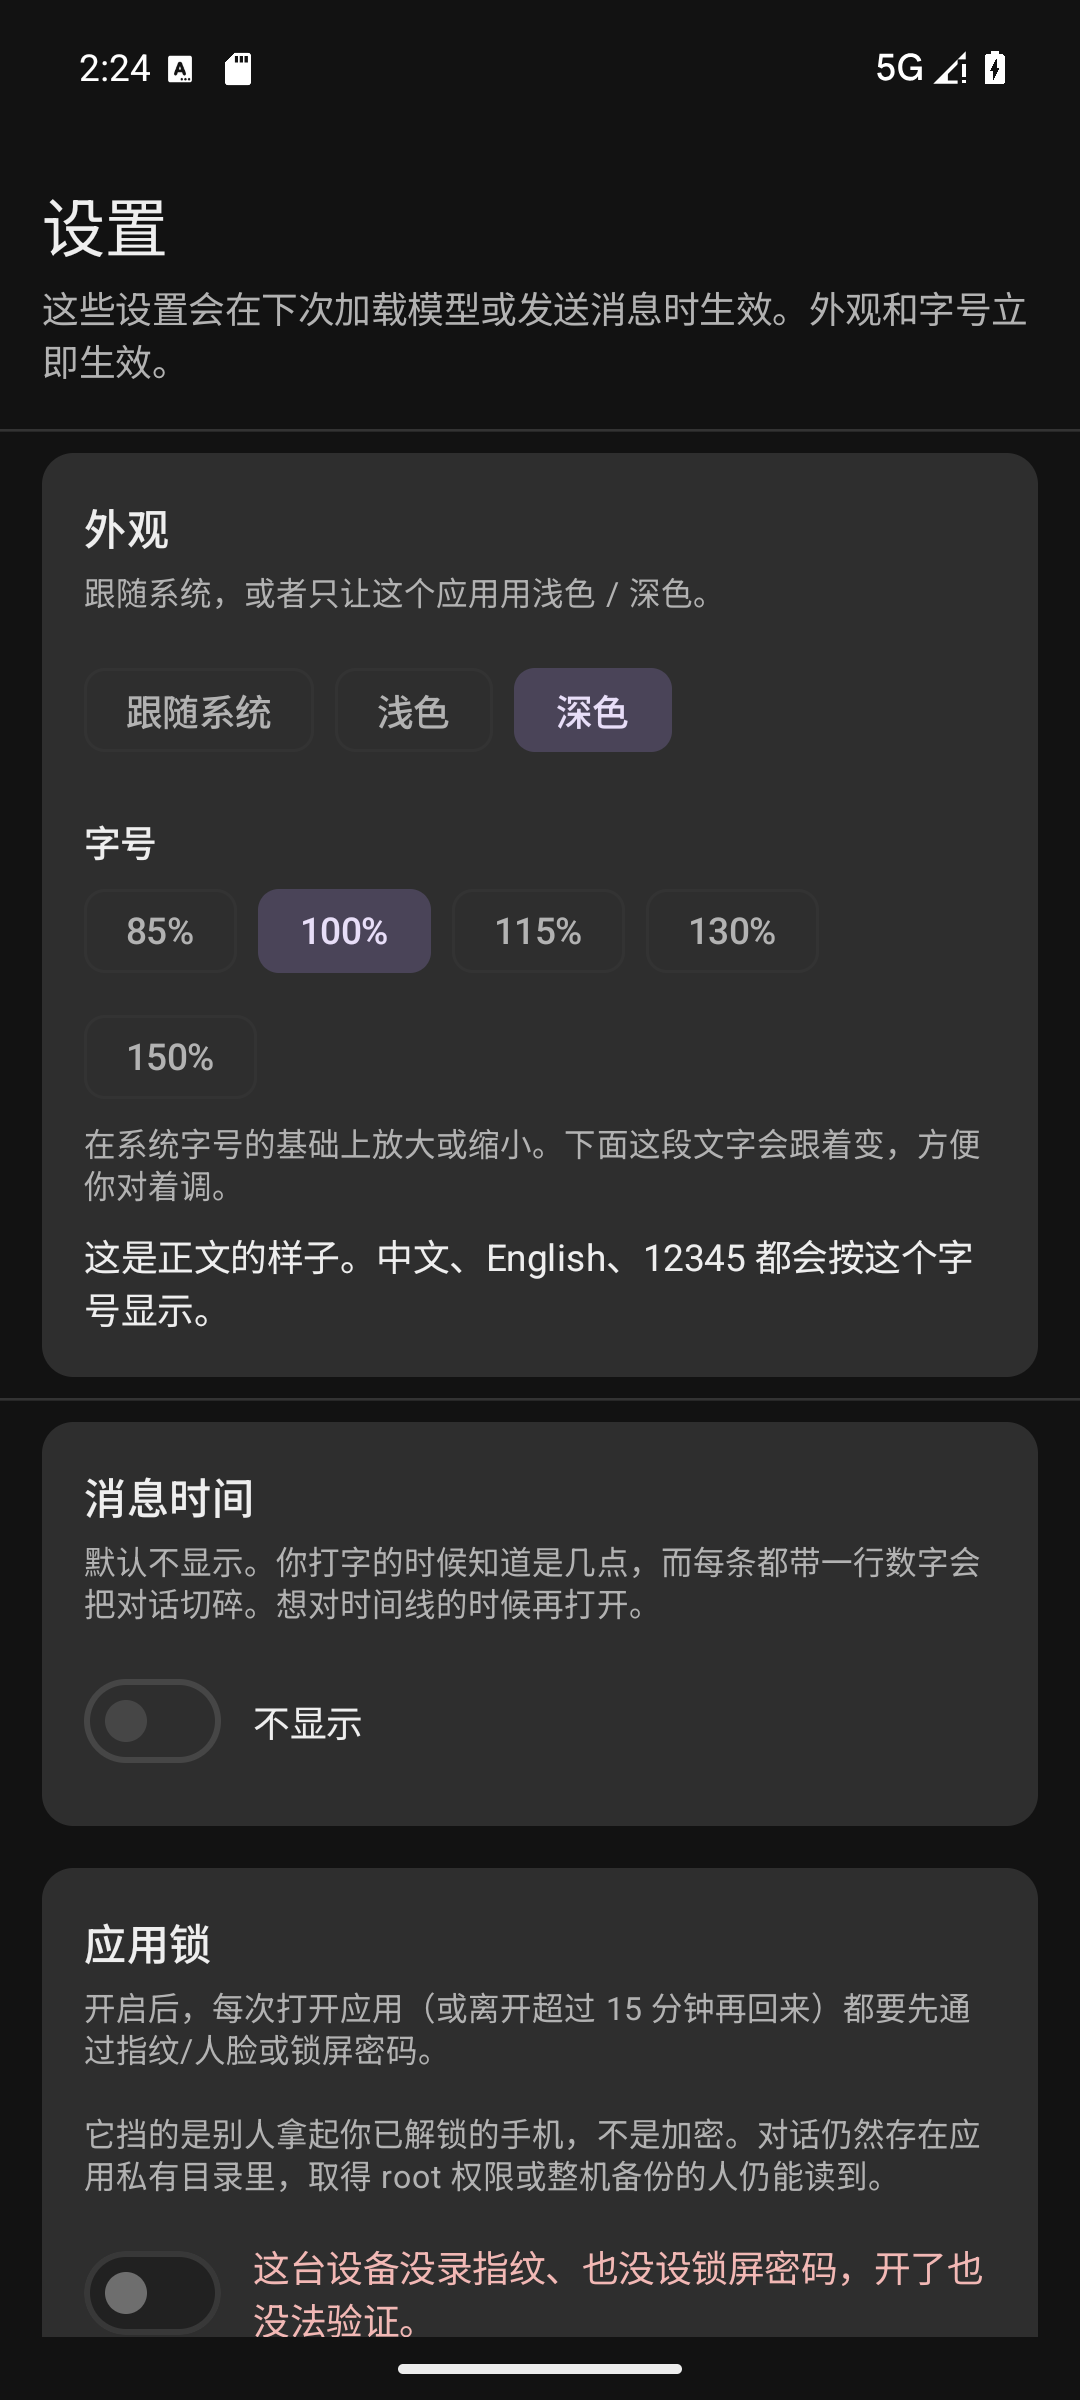 2:24
5G
设置
这些设置会在下次加载模型或发送消息时生效。外观和字号立
即生效。
外观
跟随系统，或者只让这个应用用浅色 / 深色。
跟随系统 浅色 深色
字号
85% 100% 115% 130%
150%
在系统字号的基础上放大或缩小。下面这段文字会跟着变，方便
你对着调。
这是正文的样子。中文、English、12345 都会按这个字
号显示。
消息时间
默认不显示。你打字的时候知道是几点，而每条都带一行数字会
把对话切碎。想对时间线的时候再打开。
不显示
应用锁
开启后，每次打开应用（或离开超过 15 分钟再回来）都要先通
过指纹/人脸或锁屏密码。
它挡的是别人拿起你已解锁的手机，不是加密。对话仍然存在应
用私有目录里，取得 root 权限或整机备份的人仍能读到。
这台设备没录指纹、也没设锁屏密码，开了也
没法验证。